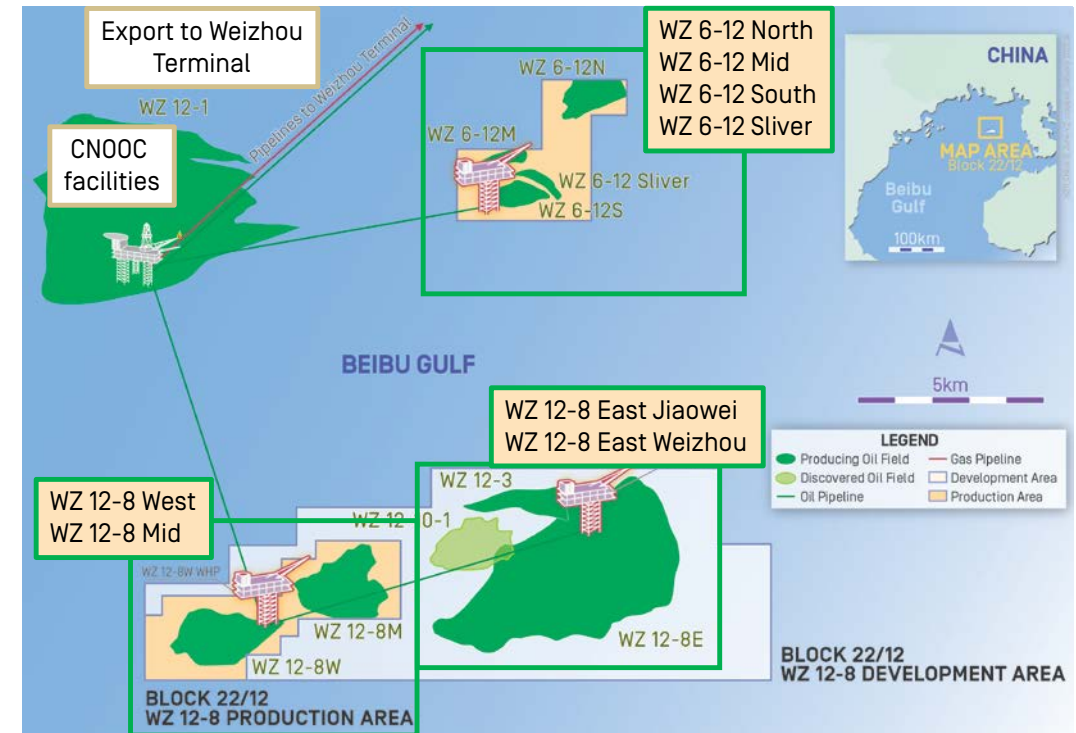 Export to Weizhou
Terminal
Pipelines to Weizhou Terminal
WZ 12-1
CNOOC
facilities
WZ 6-12N
WZ 6-12M
WZ 6-12 Sliver
WZ 6-12S
WZ 6-12 North
WZ 6-12 Mid
WZ 6-12 South
WZ 6-12 Sliver
CHINA
MAP AREA
Block 22/12
Beibu
Gulf
100km
BEIBU GULF
5km
WZ 12-8 East Jiaowei
WZ 12-8 East Weizhou
LEGEND
Producing Oil Field
Discovered Oil Field
Oil Pipeline
Gas Pipeline
Development Area
Production Area
WZ 12-8 West
WZ 12-8 Mid
WZ 12-3
WZ 12-10-1
WZ 12-8W WHP
WZ 12-8M
WZ 12-8W
WZ 12-8E
BLOCK 22/12
WZ 12-8 PRODUCTION AREA
BLOCK 22/12
WZ 12-8 DEVELOPMENT AREA